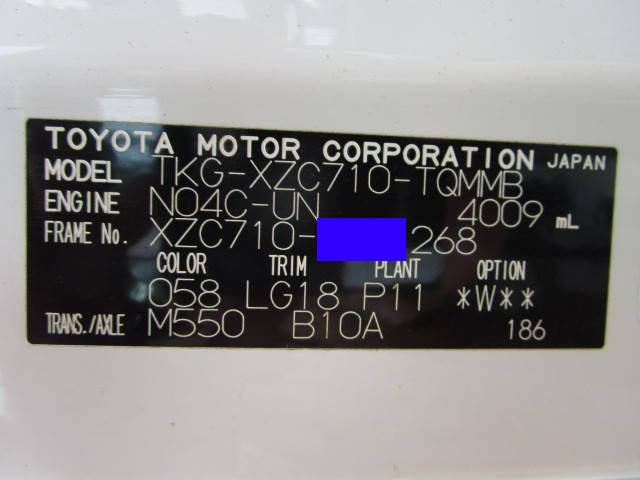 TOYOTA MOTOR CORPORATION JAPAN
MODEL TKG-XZC710-TQMMB
ENGINE N04C-UN 4009 mL
FRAME No. XZC710- 268
COLOR TRIM PLANT OPTION
058 LG18 P11 *W**
TRANS./AXLE M550 B10A 186